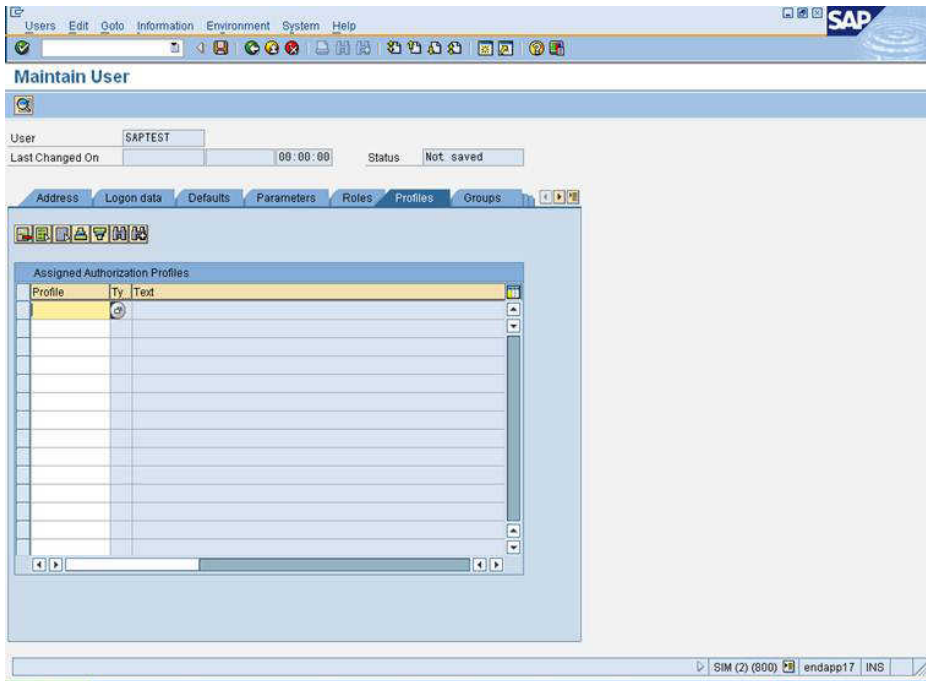 Users Edit Goto Information Environment System Help
SAP
Maintain User
User SAPTEST
Last Changed On 00:00:00 Status Not saved
Address Logon data Defaults Parameters Roles Profiles Groups
Assigned Authorization Profiles
Profile Ty Text
SIM (2) (800) endapp17 INS